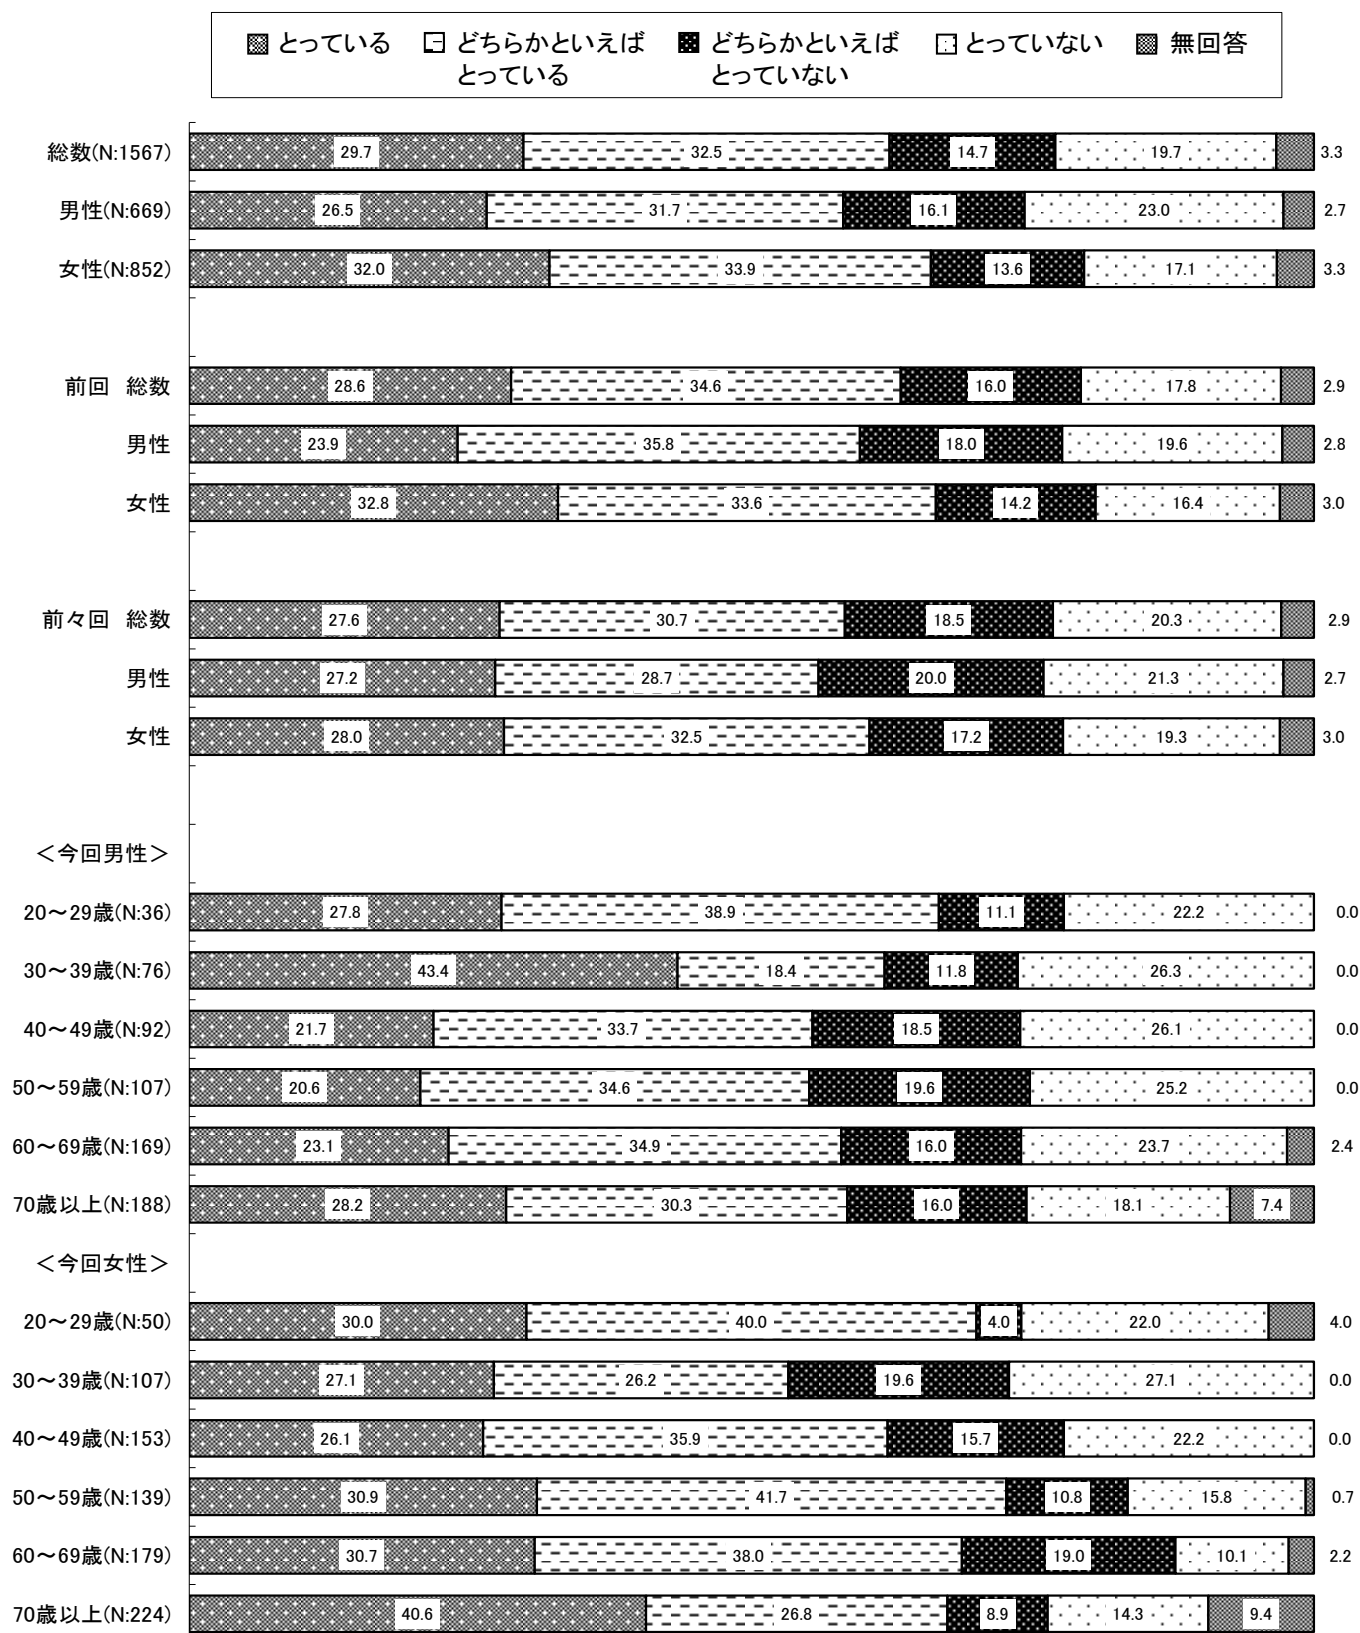 とっている どちらかといえば どちらかといえば とっていない 無回答
とっている とっていない
総数(N:1567) 29.7 32.5 14.7 19.7 3.3
男性(N:669) 26.5 31.7 16.1 23.0 2.7
女性(N:852) 32.0 33.9 13.6 17.1 3.3
前回 総数 28.6 34.6 16.0 17.8 2.9
男性 23.9 35.8 18.0 19.6 2.8
女性 32.8 33.6 14.2 16.4 3.0
前々回 総数 27.6 30.7 18.5 20.3 2.9
男性 27.2 28.7 20.0 21.3 2.7
女性 28.0 32.5 17.2 19.3 3.0
＜今回男性＞
20～29歳(N:36) 27.8 38.9 11.1 22.2 0.0
30～39歳(N:76) 43.4 18.4 11.8 26.3 0.0
40～49歳(N:92) 21.7 33.7 18.5 26.1 0.0
50～59歳(N:107) 20.6 34.6 19.6 25.2 0.0
60～69歳(N:169) 23.1 34.9 16.0 23.7 2.4
70歳以上(N:188) 28.2 30.3 16.0 18.1 7.4
＜今回女性＞
20～29歳(N:50) 30.0 40.0 4.0 22.0 4.0
30～39歳(N:107) 27.1 26.2 19.6 27.1 0.0
40～49歳(N:153) 26.1 35.9 15.7 22.2 0.0
50～59歳(N:139) 30.9 41.7 10.8 15.8 0.7
60～69歳(N:179) 30.7 38.0 19.0 10.1 2.2
70歳以上(N:224) 40.6 26.8 8.9 14.3 9.4